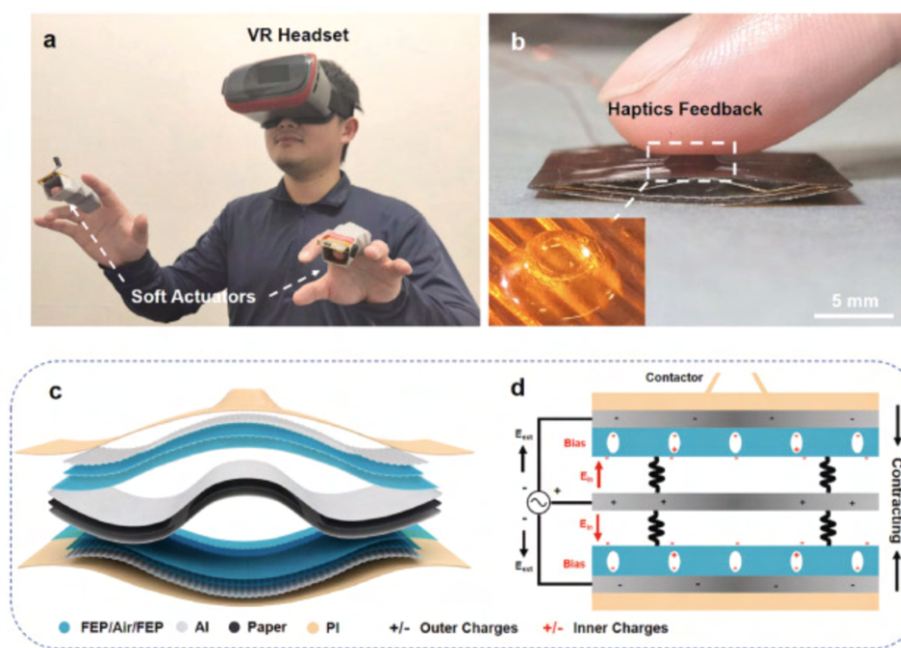 a
VR Headset
Soft Actuators
b
Haptics Feedback
5 mm
c
d
Contactor
Eext
Bias
Ein
+
-
-
Ein
Eext
Bias
Contracting
FEP/Air/FEP
Al
Paper
PI
+/- Outer Charges
+/- Inner Charges